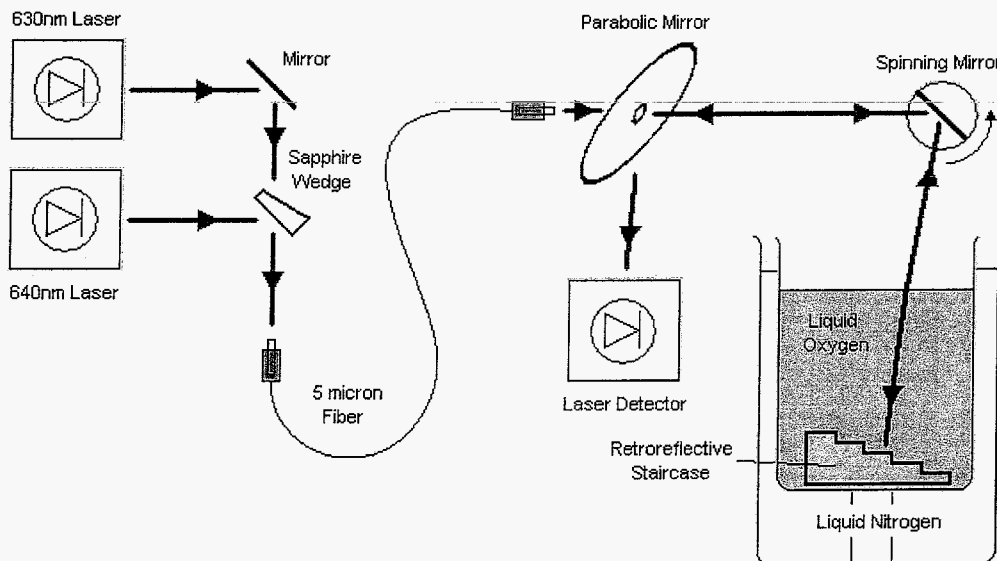 630nm Laser
Mirror
Parabolic Mirror
Spinning Mirror
Sapphire
Wedge
640nm Laser
5 micron
Fiber
Laser Detector
Liquid
Oxygen
Retroreflective
Staircase
Liquid Nitrogen